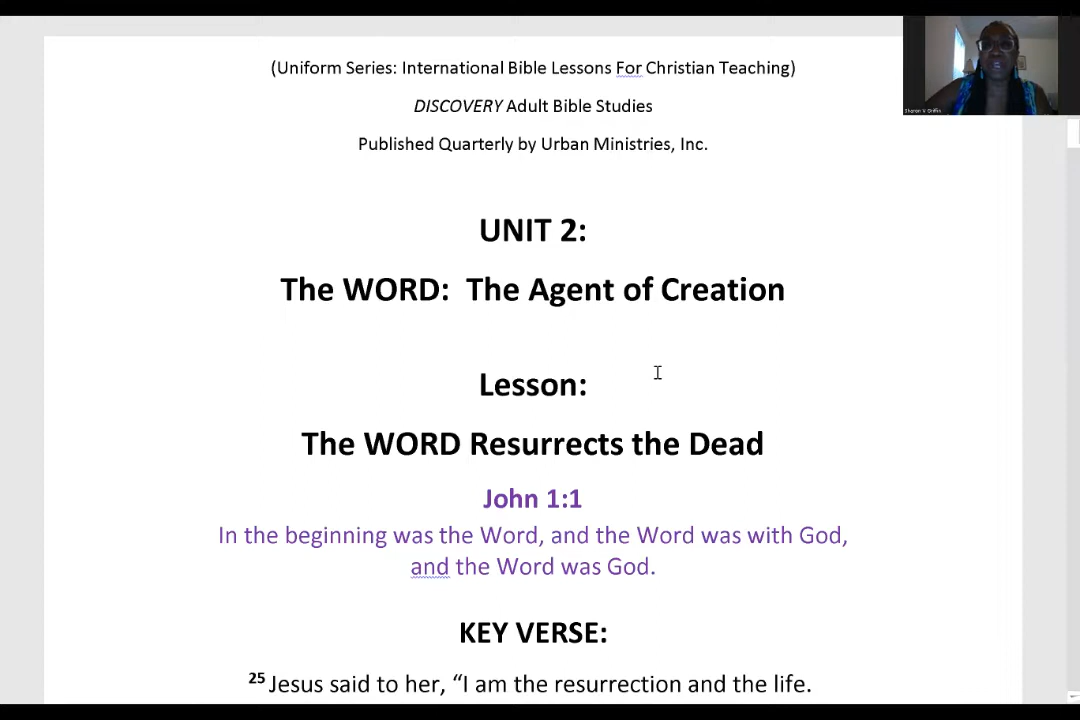 (Uniform Series: International Bible Lessons For Christian Teaching)
DISCOVERY Adult Bible Studies
Published Quarterly by Urban Ministries, Inc.
UNIT 2:
The WORD:  The Agent of Creation
Lesson:
The WORD Resurrects the Dead
John 1:1
In the beginning was the Word, and the Word was with God,
and the Word was God.
KEY VERSE:
25 Jesus said to her, “I am the resurrection and the life.